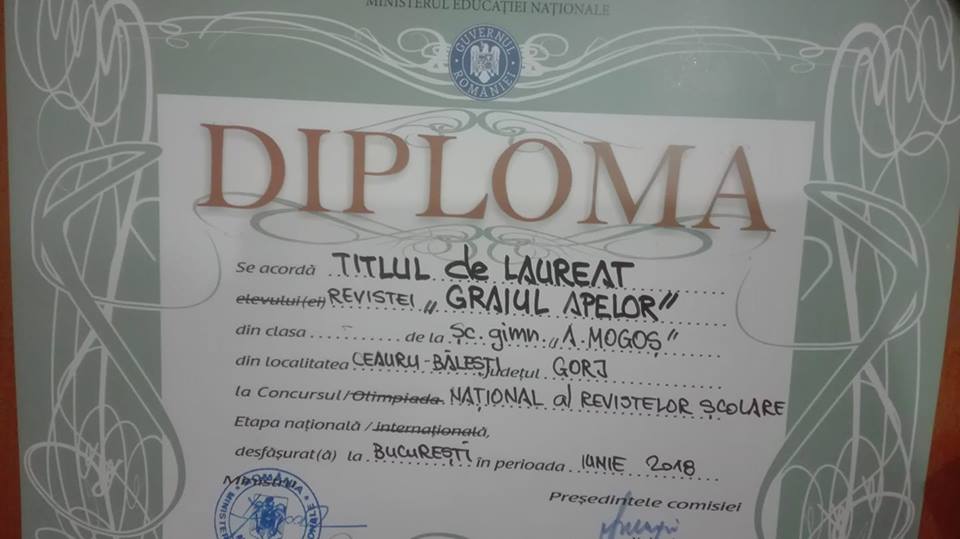 MINISTERUL EDUCAȚIEI NAȚIONALE
GUVERNUL ROMÂNIEI
DIPLOMA
Se acordă TITLUL de LAUREAT
elevului(ei) REVISTEI „GRAIUL APELOR”
din clasa .......... de la Șc. gimn. „A. MOGOȘ”
din localitatea CEAURU-BĂLEȘTI județul GORJ
la Concursul/Olimpiada NAȚIONAL al REVISTELOR ȘCOLARE
Etapa națională / internațională,
desfășurat(ă) la BUCUREȘTI în perioada IUNIE 2018
Ministru
Președintele comisiei
ROMÂNIA